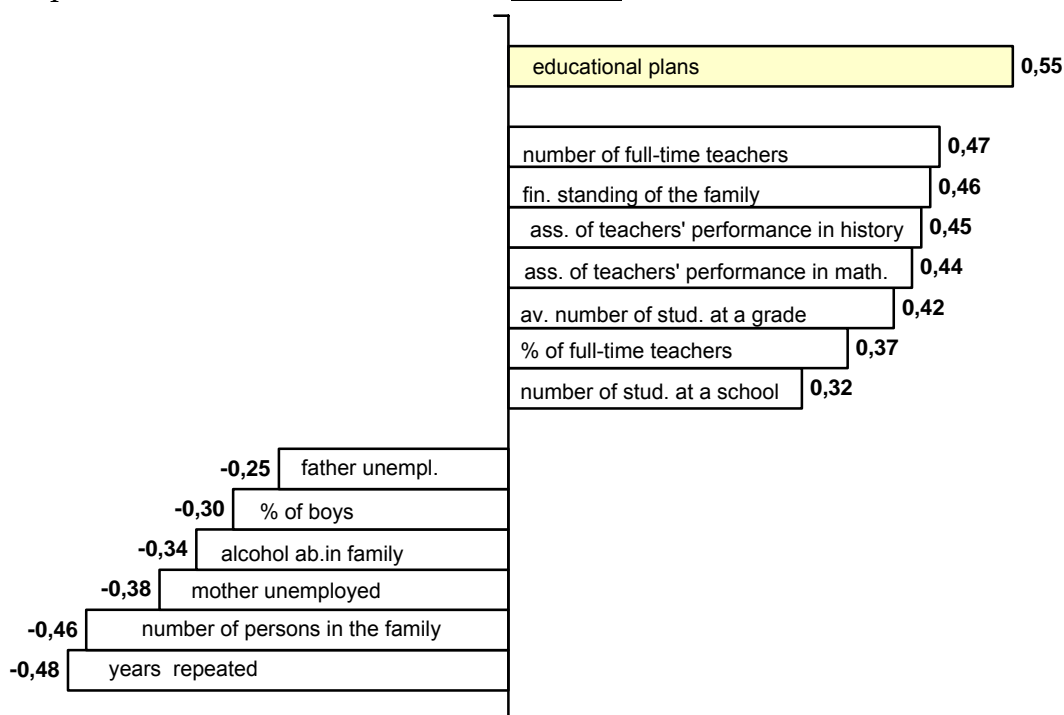 educational plans 0,55
number of full-time teachers 0,47
fin. standing of the family 0,46
ass. of teachers' performance in history 0,45
ass. of teachers' performance in math. 0,44
av. number of stud. at a grade 0,42
% of full-time teachers 0,37
number of stud. at a school 0,32
-0,25 father unempl.
-0,30 % of boys
-0,34 alcohol ab.in family
-0,38 mother unemployed
-0,46 number of persons in the family
-0,48 years repeated